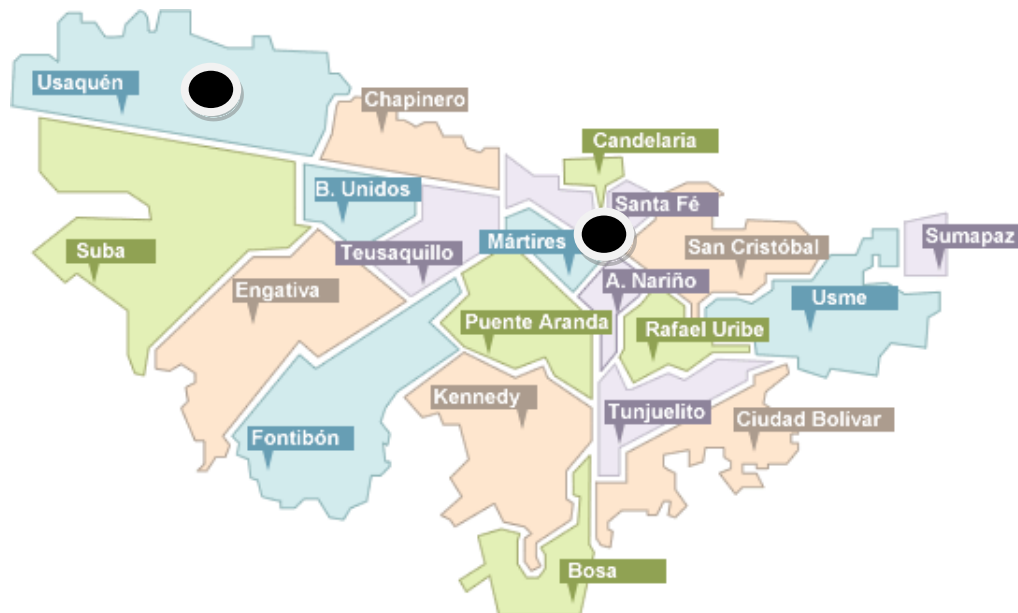 Usaquén
Chapinero
Candelaria
B. Unidos
Santa Fé
Suba
Teusaquillo
Mártires
San Cristóbal
Sumapaz
Engativa
A. Nariño
Usme
Puente Aranda
Rafael Uribe
Kennedy
Tunjuelito
Ciudad Bolívar
Fontibón
Bosa